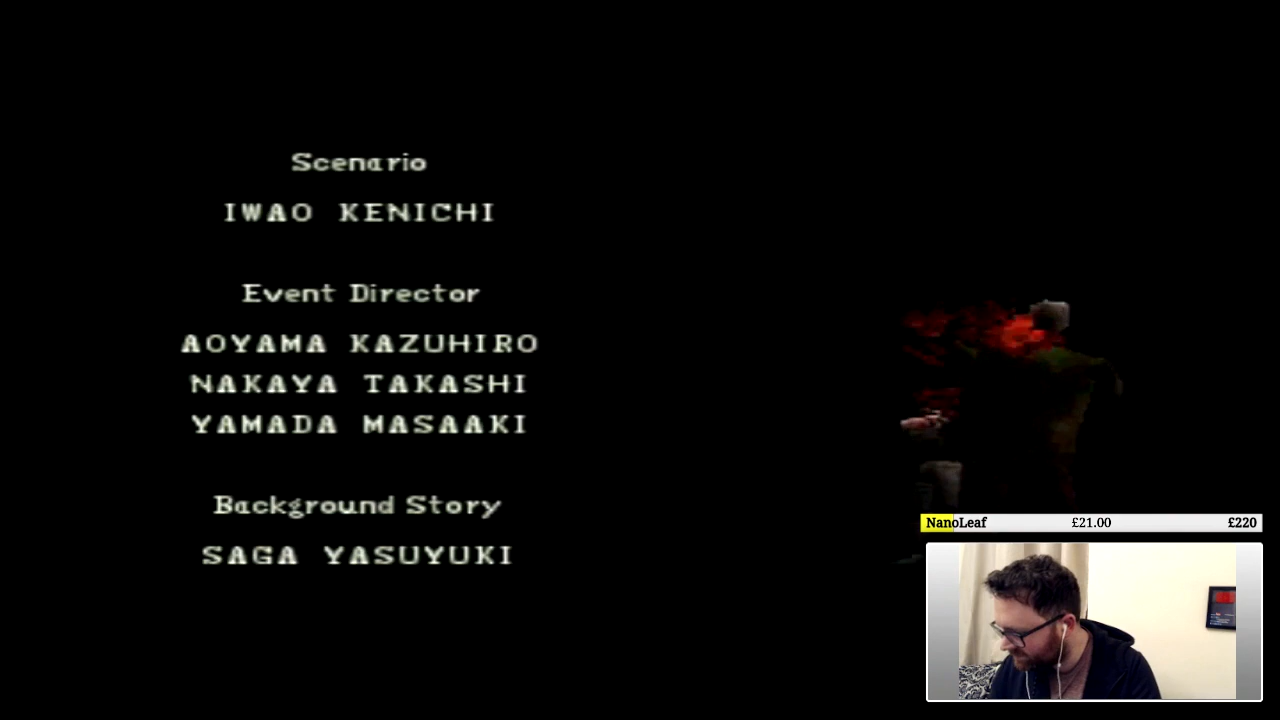 Scenario
IWAO KENICHI
Event Director
AOYAMA KAZUHIRO
NAKAYA TAKASHI
YAMADA MASAAKI
Background Story
SAGA YASUYUKI
NanoLeaf £21.00 £220